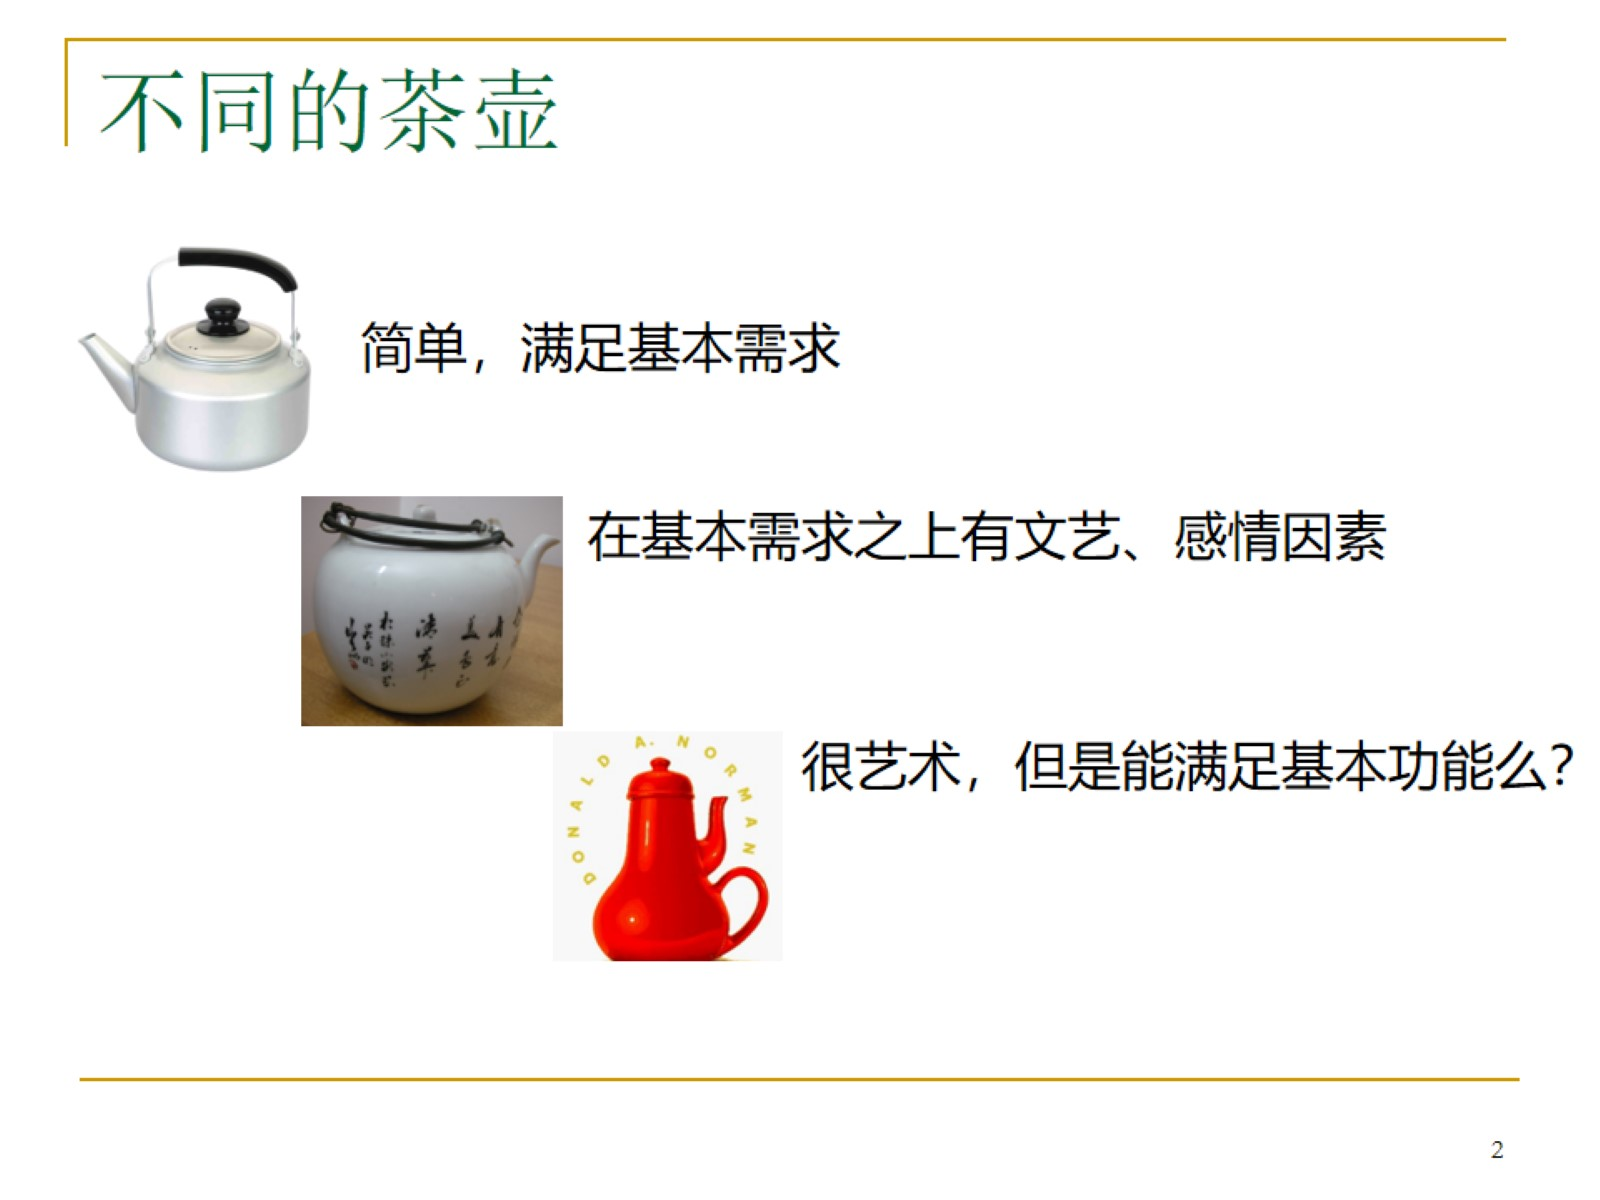 不同的茶壶
简单，满足基本需求
在基本需求之上有文艺、感情因素
DONALD A. NORMAN
很艺术，但是能满足基本功能么？
2